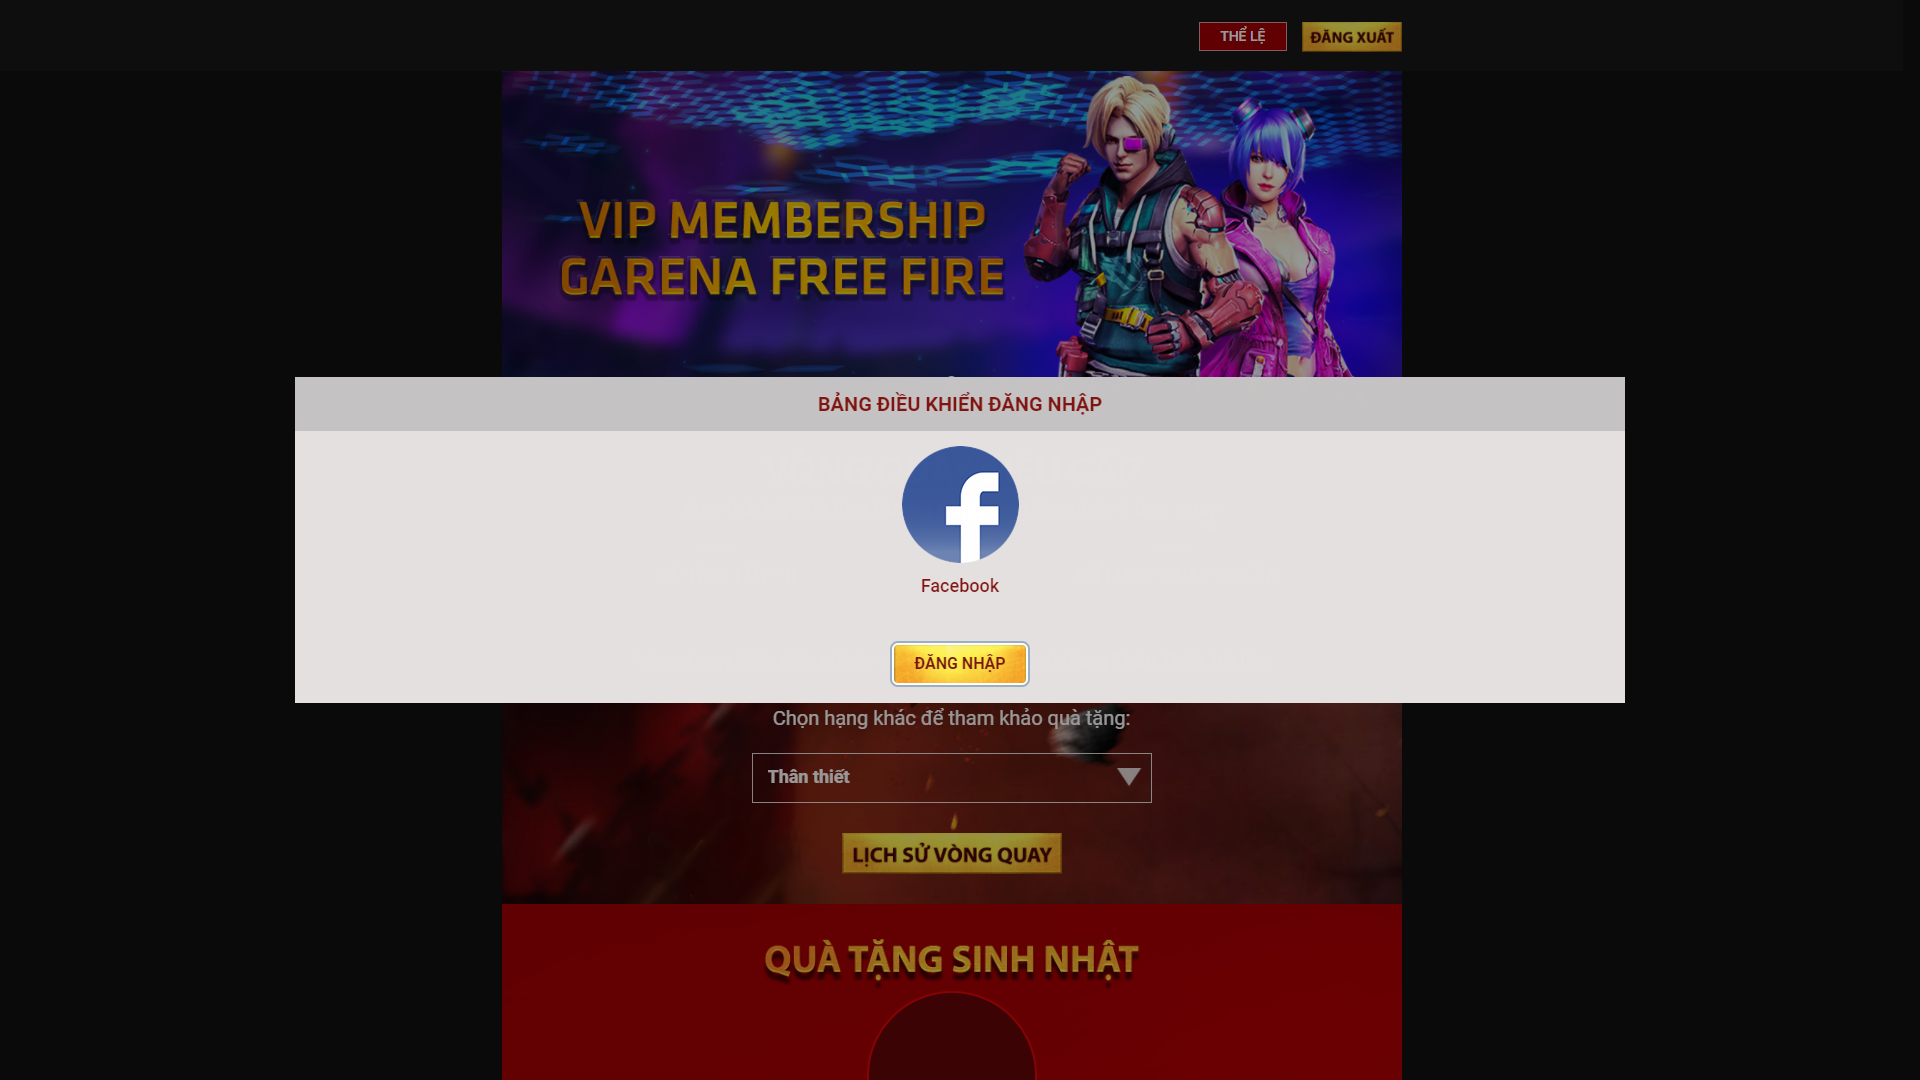 THỂ LỆ
ĐĂNG XUẤT
VIP MEMBERSHIP
GARENA FREE FIRE
BẢNG ĐIỀU KHIỂN ĐĂNG NHẬP
Facebook
ĐĂNG NHẬP
Chọn hạng khác để tham khảo quà tặng:
Thân thiết
LỊCH SỬ VÒNG QUAY
QUÀ TẶNG SINH NHẬT